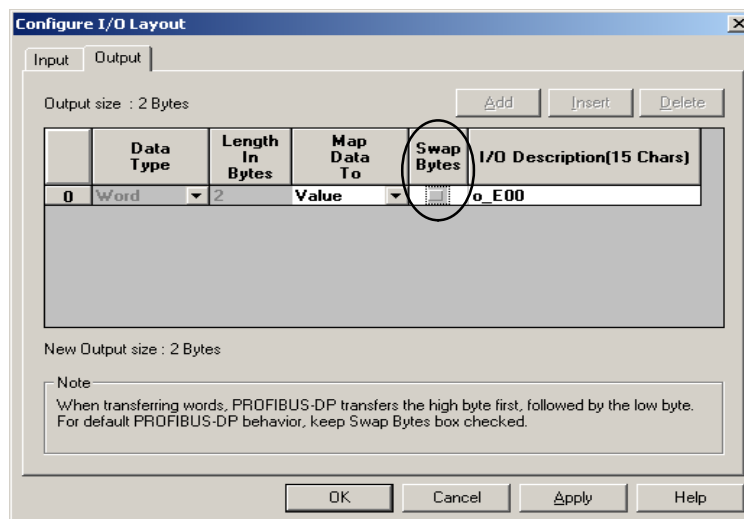 Configure I/O Layout
Input Output
Output size : 2 Bytes
Add Insert Delete
Data Type Length In Bytes Map Data To Swap Bytes I/O Description(15 Chars)
0 Word 2 Value o_E00
New Output size : 2 Bytes
Note
When transferring words, PROFIBUS-DP transfers the high byte first, followed by the low byte.
For default PROFIBUS-DP behavior, keep Swap Bytes box checked.
OK Cancel Apply Help